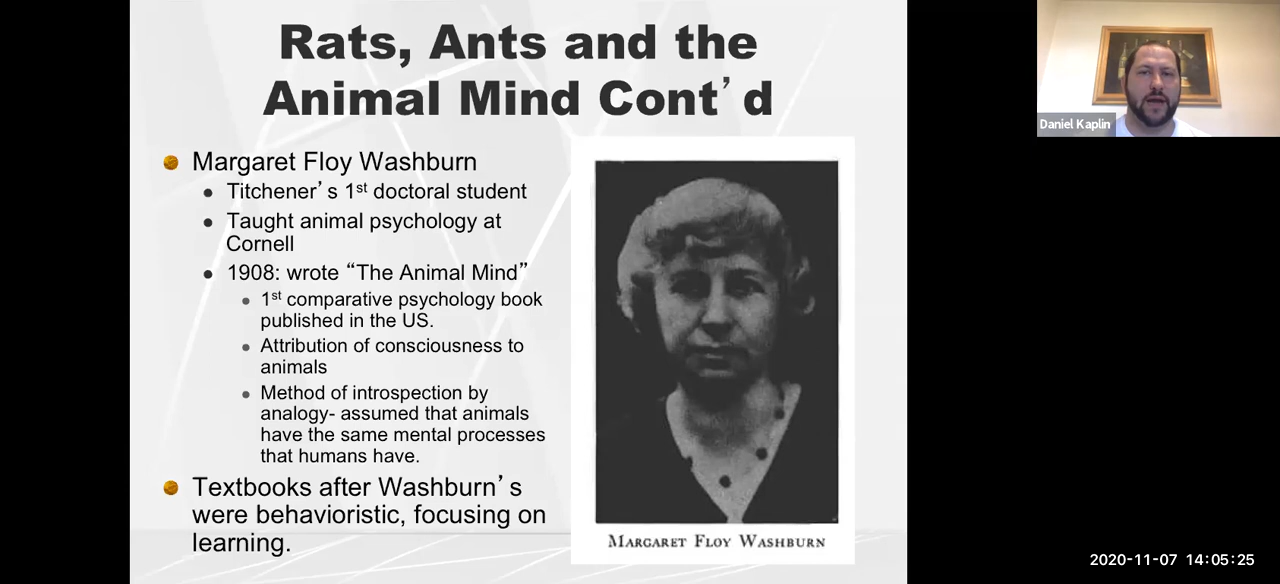 Rats, Ants and the
Animal Mind Cont’d
Margaret Floy Washburn
Titchener’s 1st doctoral student
Taught animal psychology at
Cornell
1908: wrote “The Animal Mind”
1st comparative psychology book
published in the US.
Attribution of consciousness to
animals
Method of introspection by
analogy- assumed that animals
have the same mental processes
that humans have.
Textbooks after Washburn’s
were behavioristic, focusing on
learning.
MARGARET FLOY WASHBURN
Daniel Kaplin
2020-11-07 14:05:25